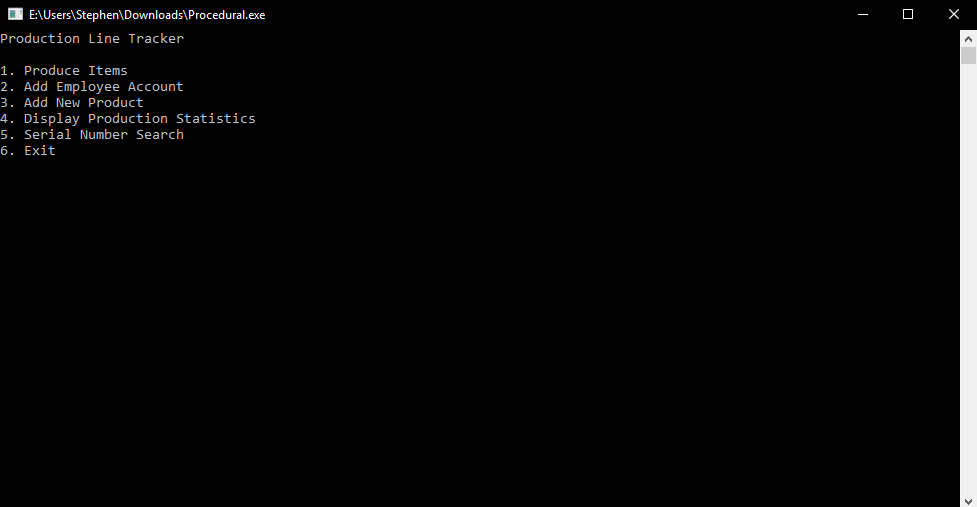 E:\Users\Stephen\Downloads\Procedural.exe
Production Line Tracker
1. Produce Items
2. Add Employee Account
3. Add New Product
4. Display Production Statistics
5. Serial Number Search
6. Exit